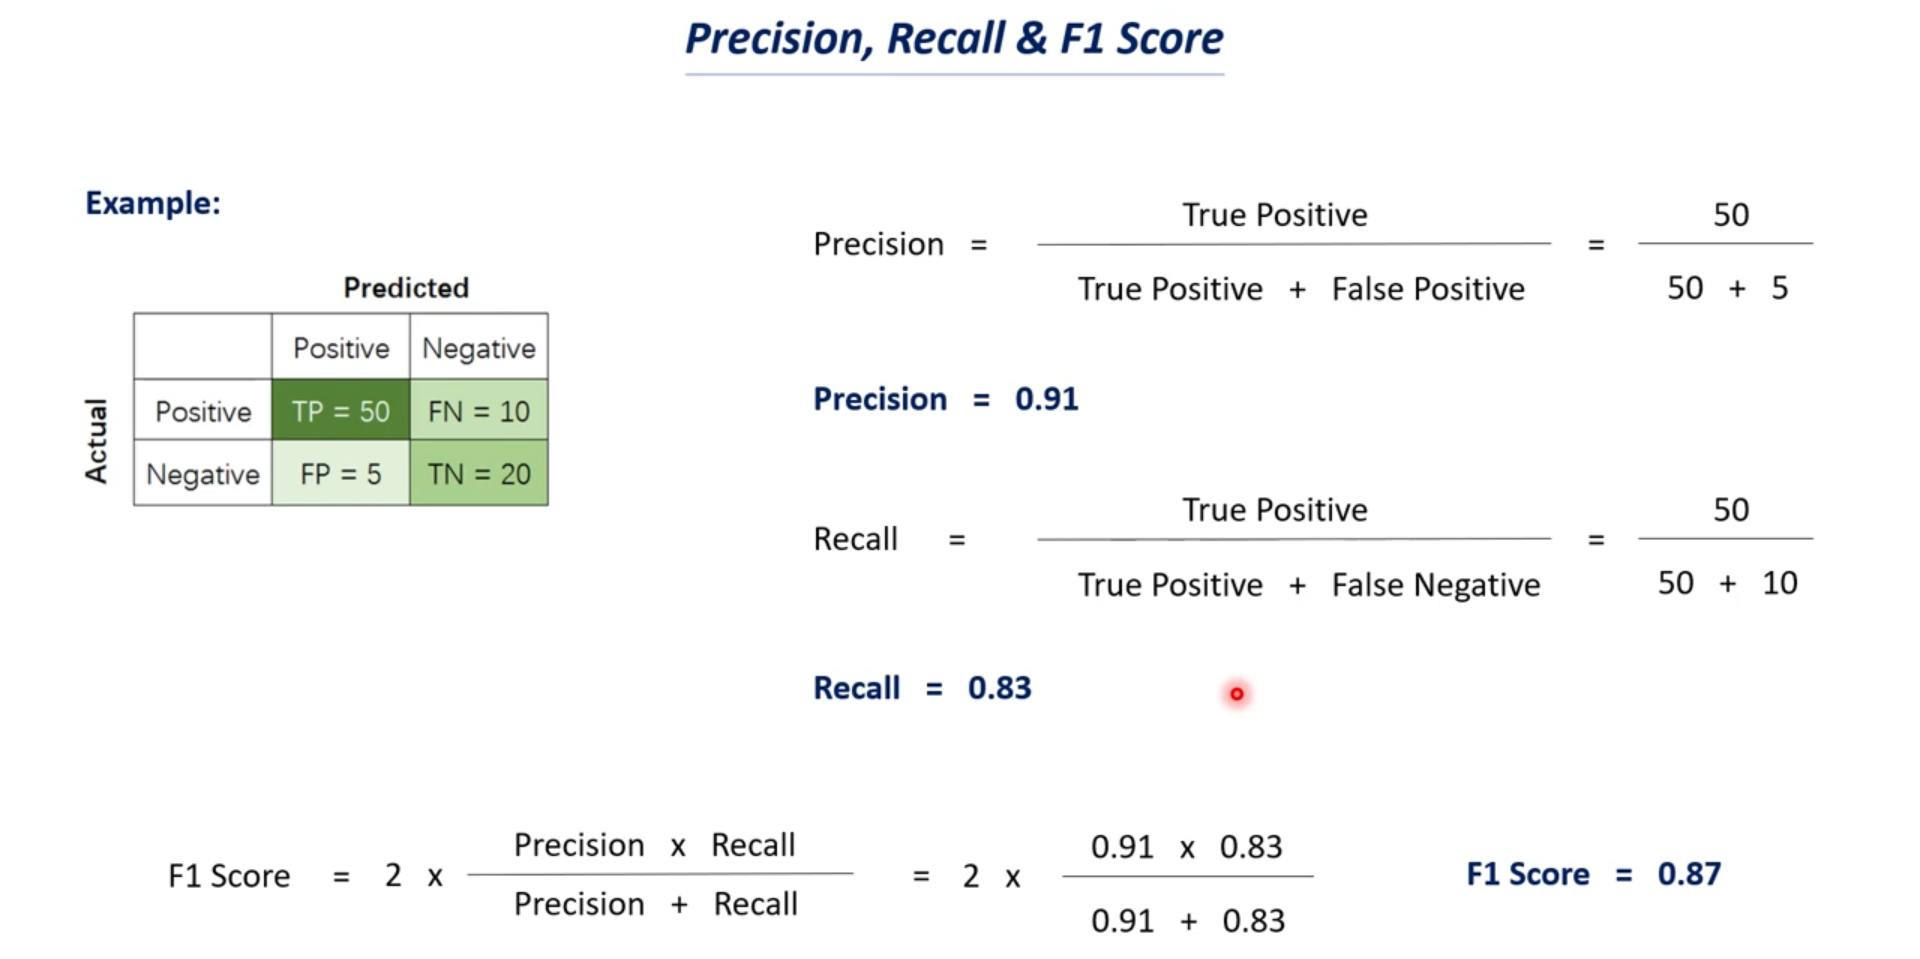 Precision, Recall & F1 Score
Example:
Predicted
Positive Negative
Actual
Positive TP = 50 FN = 10
Negative FP = 5 TN = 20
True Positive
50
Precision = =
True Positive + False Positive
50 + 5
Precision = 0.91
True Positive
50
Recall = =
True Positive + False Negative
50 + 10
Recall = 0.83
Precision x Recall
0.91 x 0.83
F1 Score = 2 x = 2 x
F1 Score = 0.87
Precision + Recall
0.91 + 0.83